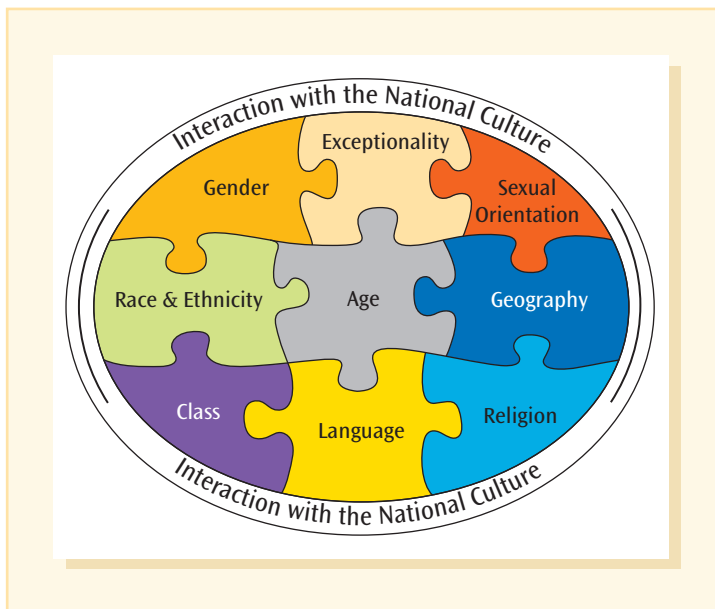 Interaction with the National Culture
Exceptionality
Gender
Sexual
Orientation
Race & Ethnicity
Age
Geography
Class
Language
Religion
Interaction with the National Culture